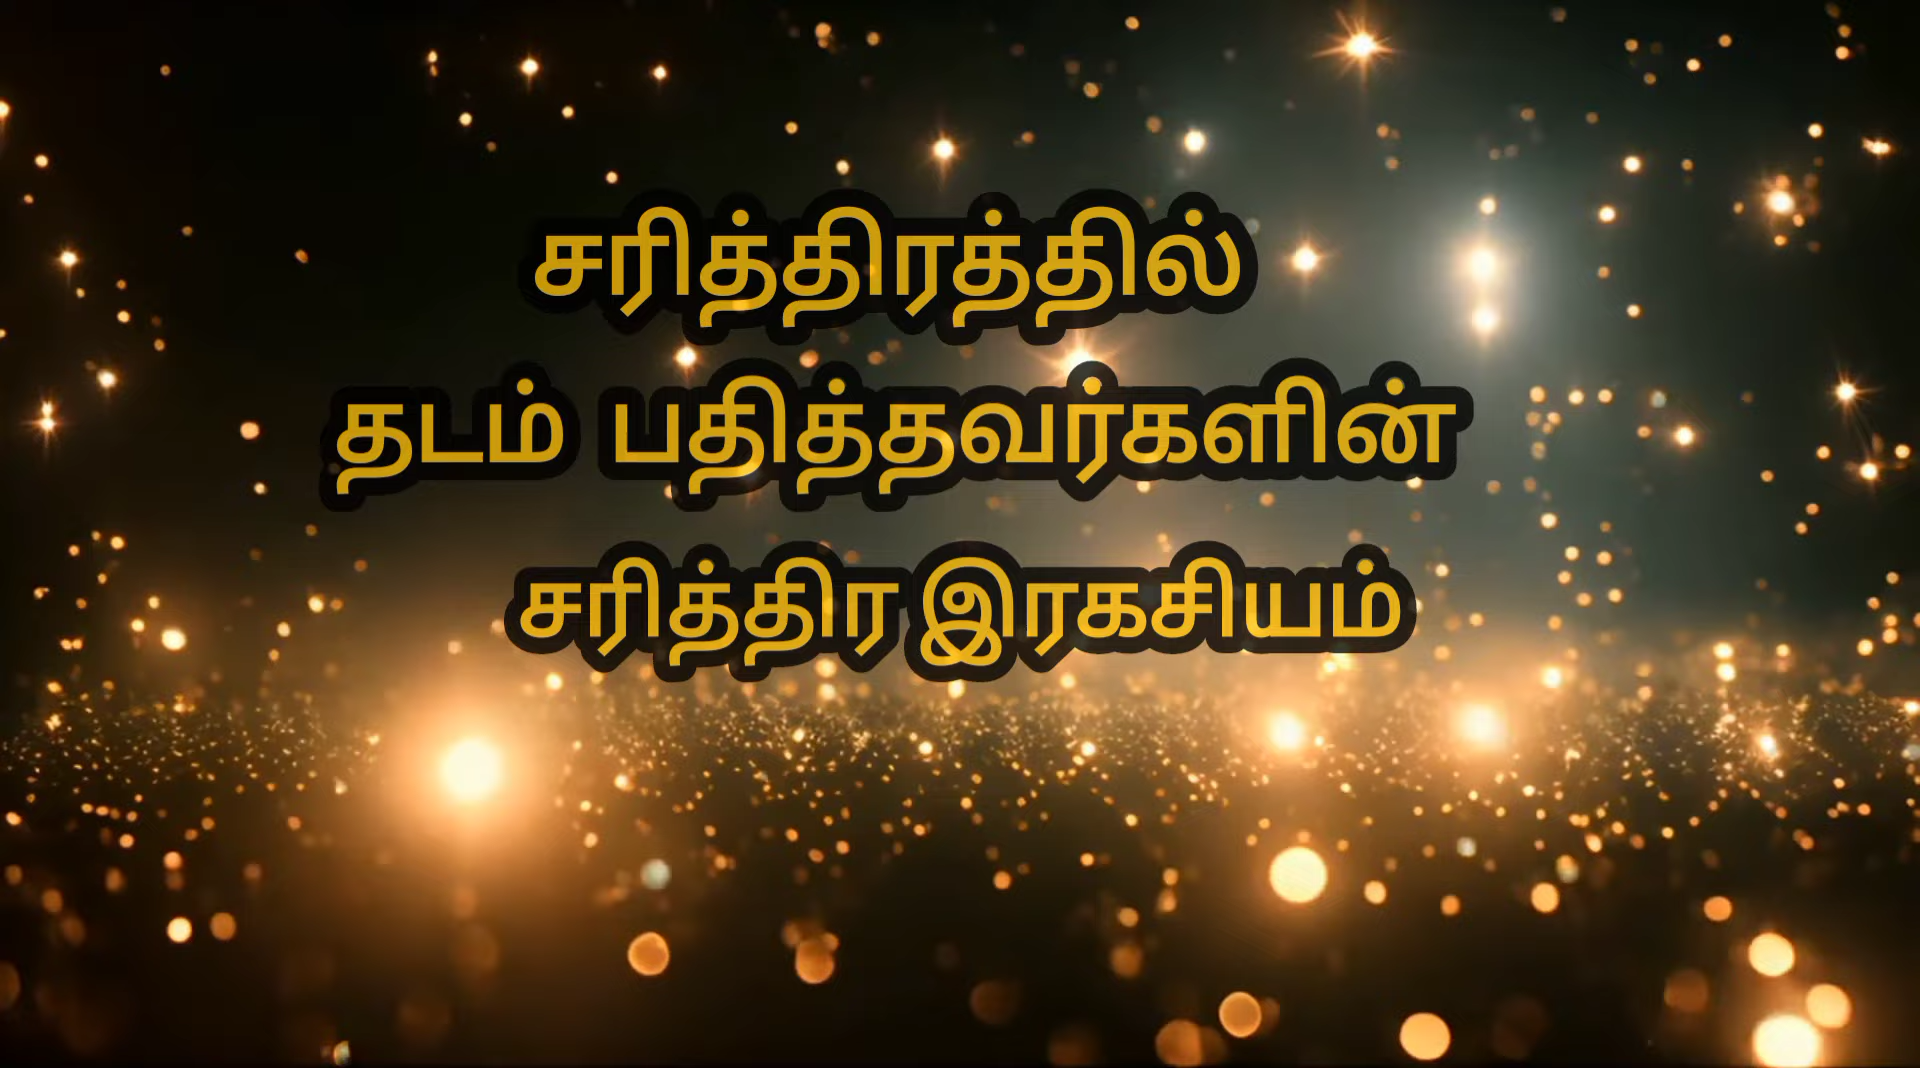 சரித்திரத்தில்
தடம் பதித்தவர்களின்
சரித்திர இரகசியம்